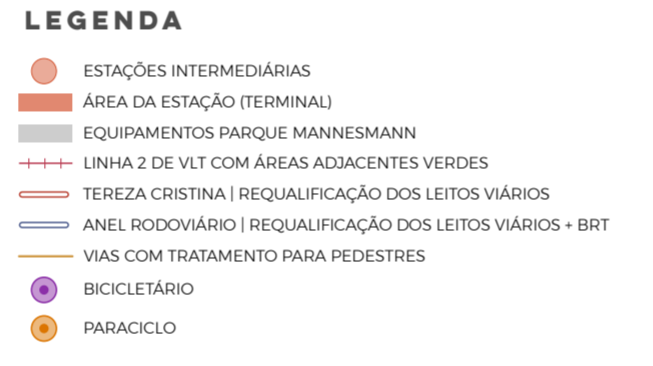 LEGENDA
ESTAÇÕES INTERMEDIÁRIAS
ÁREA DA ESTAÇÃO (TERMINAL)
EQUIPAMENTOS PARQUE MANNESMANN
LINHA 2 DE VLT COM ÁREAS ADJACENTES VERDES
TEREZA CRISTINA | REQUALIFICAÇÃO DOS LEITOS VIÁRIOS
ANEL RODOVIÁRIO | REQUALIFICAÇÃO DOS LEITOS VIÁRIOS + BRT
VIAS COM TRATAMENTO PARA PEDESTRES
BICICLETÁRIO
PARACICLO